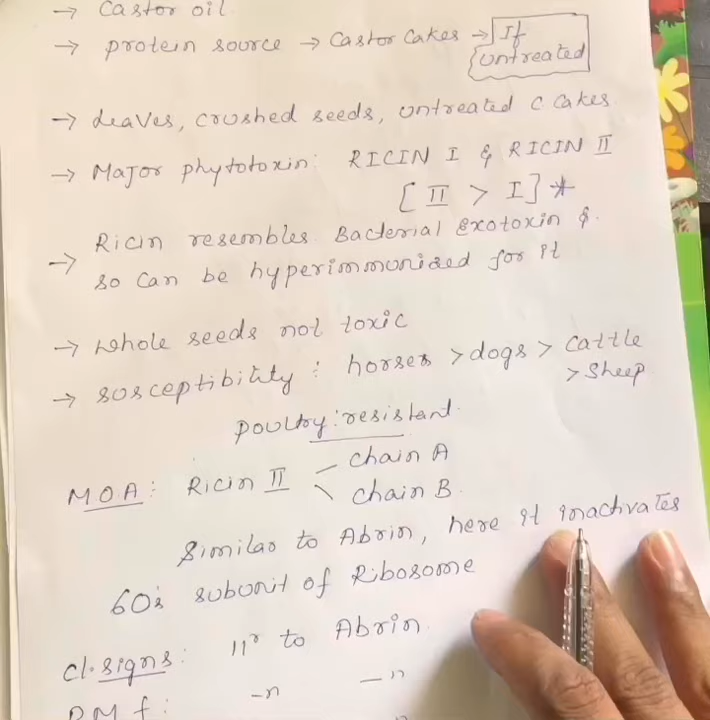 → Castor oil
→ protein source → Castor Cakes → If untreated
→ Leaves, crushed seeds, untreated c cakes.
→ Major phytotoxin: RICIN I & RICIN II
[II > I] *
→ Ricin resembles Bacterial Exotoxin &
so can be hyperimmunized for it
→ whole seeds not toxic
→ susceptibility : horses > dogs > cattle
> sheep
poultry : resistant
MOA: Ricin II
chain A
chain B.
Similar to Abrin, here it inactivates
60s subunit of Ribosome
Cl. signs: 11r to Abrin.
PM f: -n -n